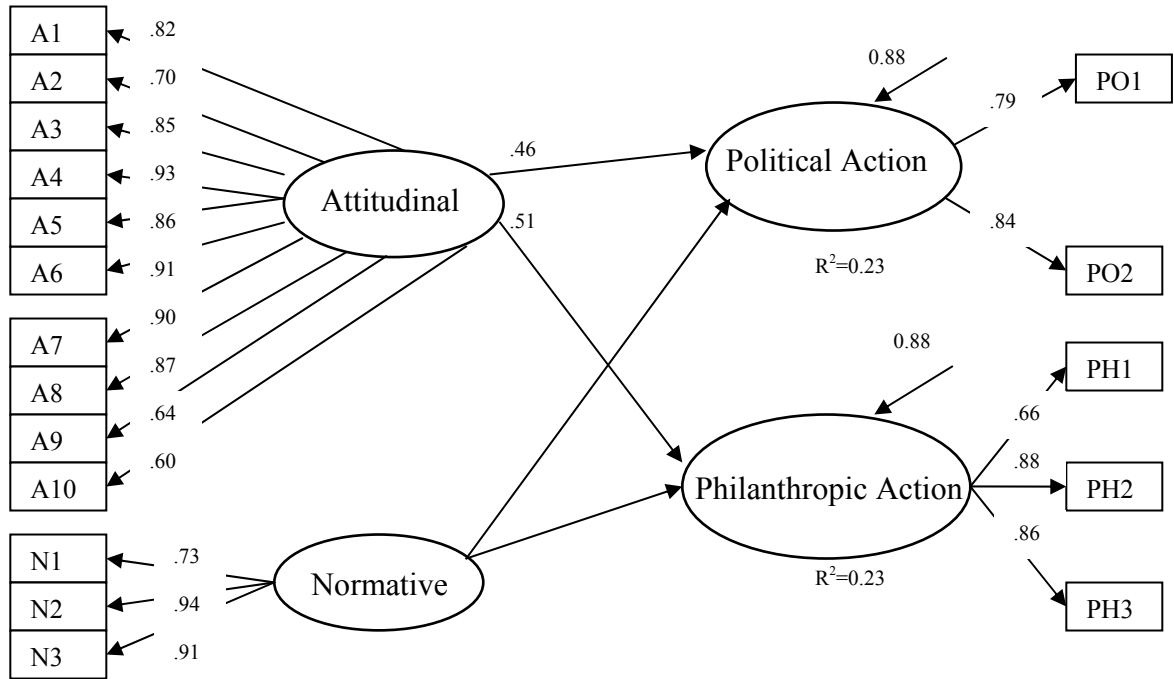 A1
.82
A2
.70
A3
.85
A4
.93
A5
.86
A6
.91
A7
.90
A8
.87
A9
.64
A10
.60
N1
.73
N2
.94
N3
.91
Attitudinal
Normative
.46
.51
0.88
Political Action
R²=0.23
0.88
Philanthropic Action
R²=0.23
.79
PO1
.84
PO2
PH1
.66
.88
PH2
.86
PH3